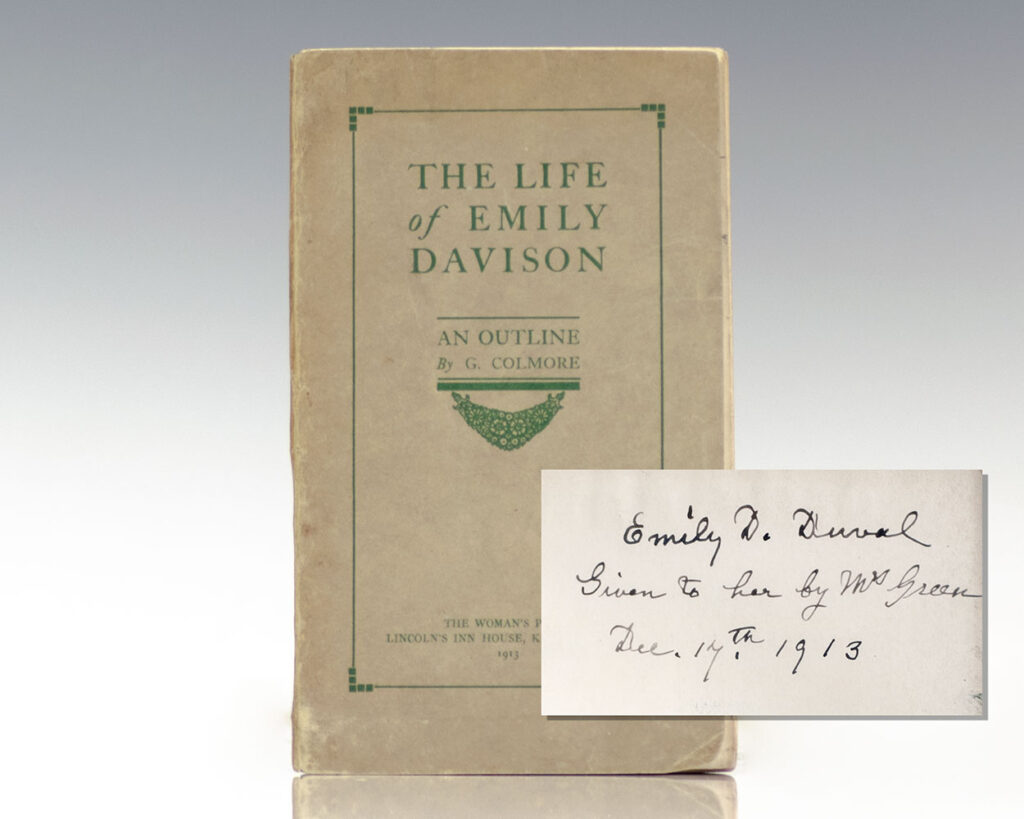 THE LIFE
of EMILY
DAVISON
AN OUTLINE
By G. COLMORE
THE WOMAN'S
LINCOLN'S INN HOUSE,
1913
Emily D. Duval
Given to her by Mrs Green
Dec. 17th 1913